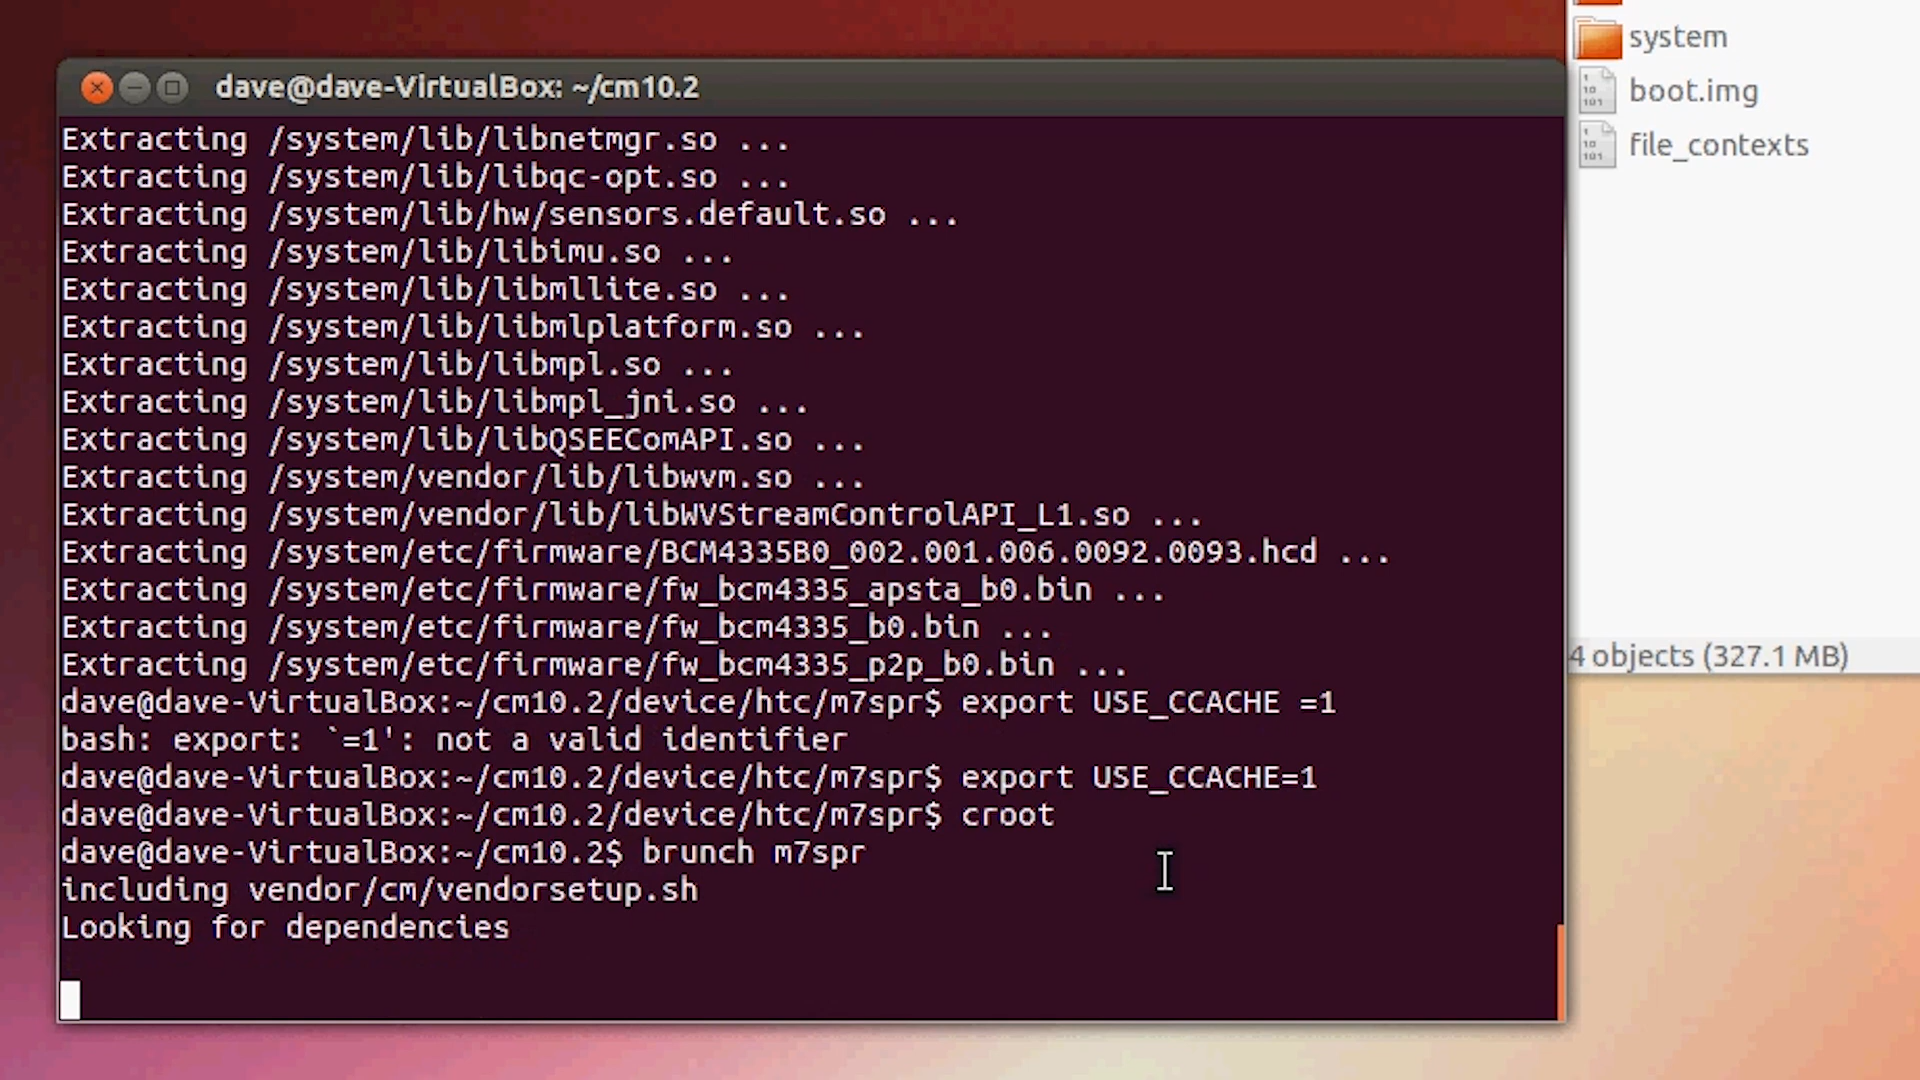 dave@dave-VirtualBox: ~/cm10.2
Extracting /system/lib/libnetmgr.so ...
Extracting /system/lib/libqc-opt.so ...
Extracting /system/lib/hw/sensors.default.so ...
Extracting /system/lib/libimu.so ...
Extracting /system/lib/libmllite.so ...
Extracting /system/lib/libmlplatform.so ...
Extracting /system/lib/libmpl.so ...
Extracting /system/lib/libmpl_jni.so ...
Extracting /system/lib/libQSEEComAPI.so ...
Extracting /system/vendor/lib/libwvm.so ...
Extracting /system/vendor/lib/libWVStreamControlAPI_L1.so ...
Extracting /system/etc/firmware/BCM4335B0_002.001.006.0092.0093.hcd ...
Extracting /system/etc/firmware/fw_bcm4335_apsta_b0.bin ...
Extracting /system/etc/firmware/fw_bcm4335_b0.bin ...
Extracting /system/etc/firmware/fw_bcm4335_p2p_b0.bin ...
dave@dave-VirtualBox:~/cm10.2/device/htc/m7spr$ export USE_CCACHE =1
bash: export: `=1': not a valid identifier
dave@dave-VirtualBox:~/cm10.2/device/htc/m7spr$ export USE_CCACHE=1
dave@dave-VirtualBox:~/cm10.2/device/htc/m7spr$ croot
dave@dave-VirtualBox:~/cm10.2$ brunch m7spr
including vendor/cm/vendorsetup.sh
Looking for dependencies
system
boot.img
file_contexts
4 objects (327.1 MB)